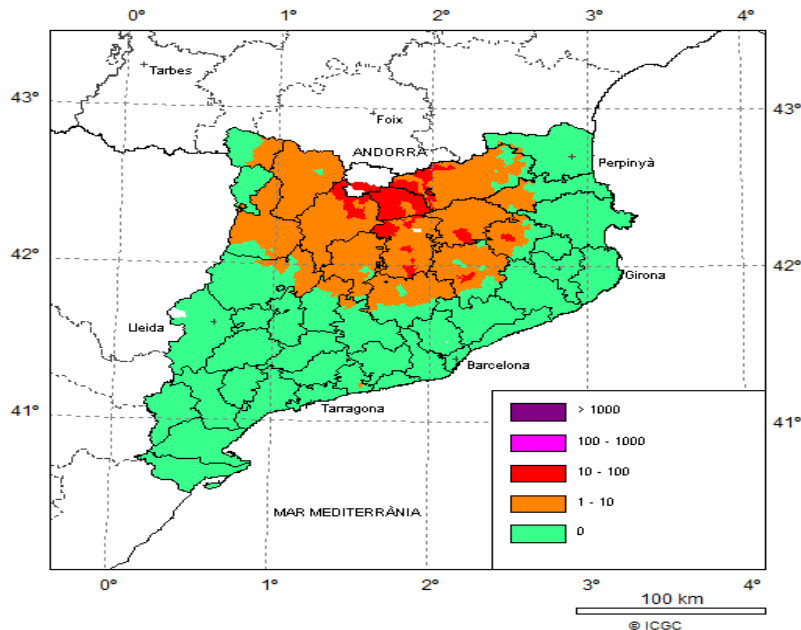 0° 1° 2° 3° 4°
Tarbes
43° 43°
Foix
ANDORRA
Perpinyà
42° 42°
Girona
Lleida
Barcelona
41° 41°
Tarragona
> 1000
100 - 1000
10 - 100
1 - 10
0
MAR MEDITERRÀNIA
0° 1° 2° 3° 4°
100 km
© ICGC